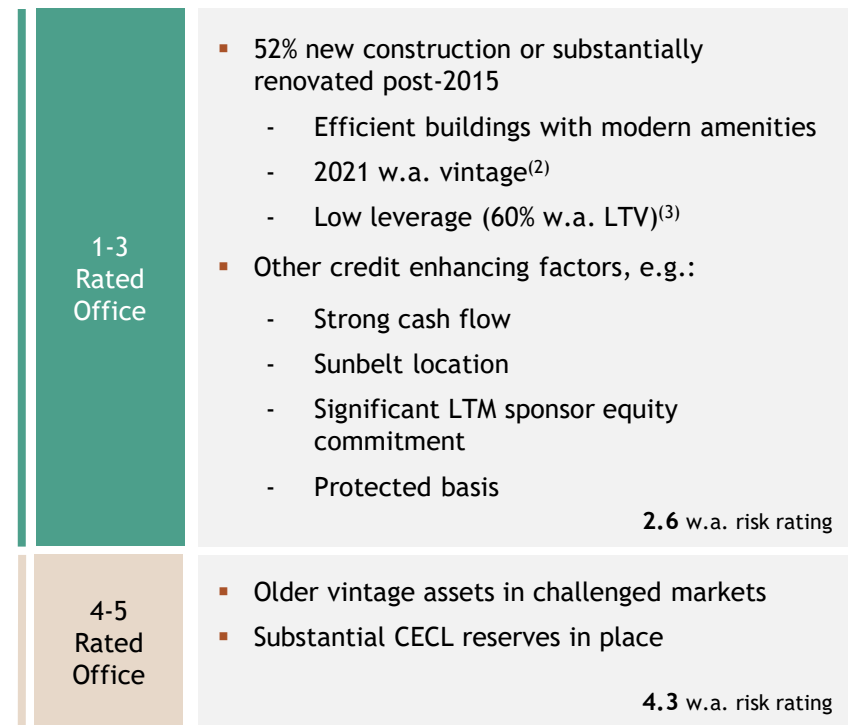 1-3
Rated
Office
▪ 52% new construction or substantially
renovated post-2015
- Efficient buildings with modern amenities
- 2021 w.a. vintage(2)
- Low leverage (60% w.a. LTV)(3)
▪ Other credit enhancing factors, e.g.:
- Strong cash flow
- Sunbelt location
- Significant LTM sponsor equity
commitment
- Protected basis
2.6 w.a. risk rating
4-5
Rated
Office
▪ Older vintage assets in challenged markets
▪ Substantial CECL reserves in place
4.3 w.a. risk rating